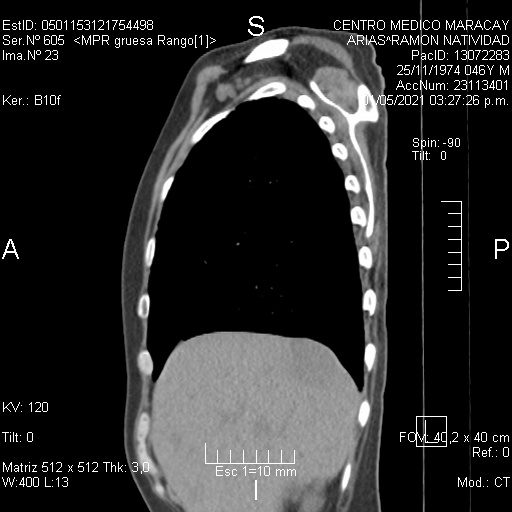 EstID: 0501153121754498
Ser.Nº 605 <MPR gruesa Rango[1]>
Ima.Nº 23
Ker.: B10f
S
CENTRO MEDICO MARACAY
ARIAS^RAMON NATIVIDAD
PacID: 13072283
25/11/1974 046Y M
AccNum: 23113401
/05/2021 03:27:26 p.m.
Spin: -90
Tilt: 0
A
P
KV: 120
Tilt: 0
Matriz 512 x 512 Thk: 3,0
W:400 L:13
Esc 1=10 mm
I
FOV: 40,2 x 40 cm
Ref.: 0
Mod.: CT